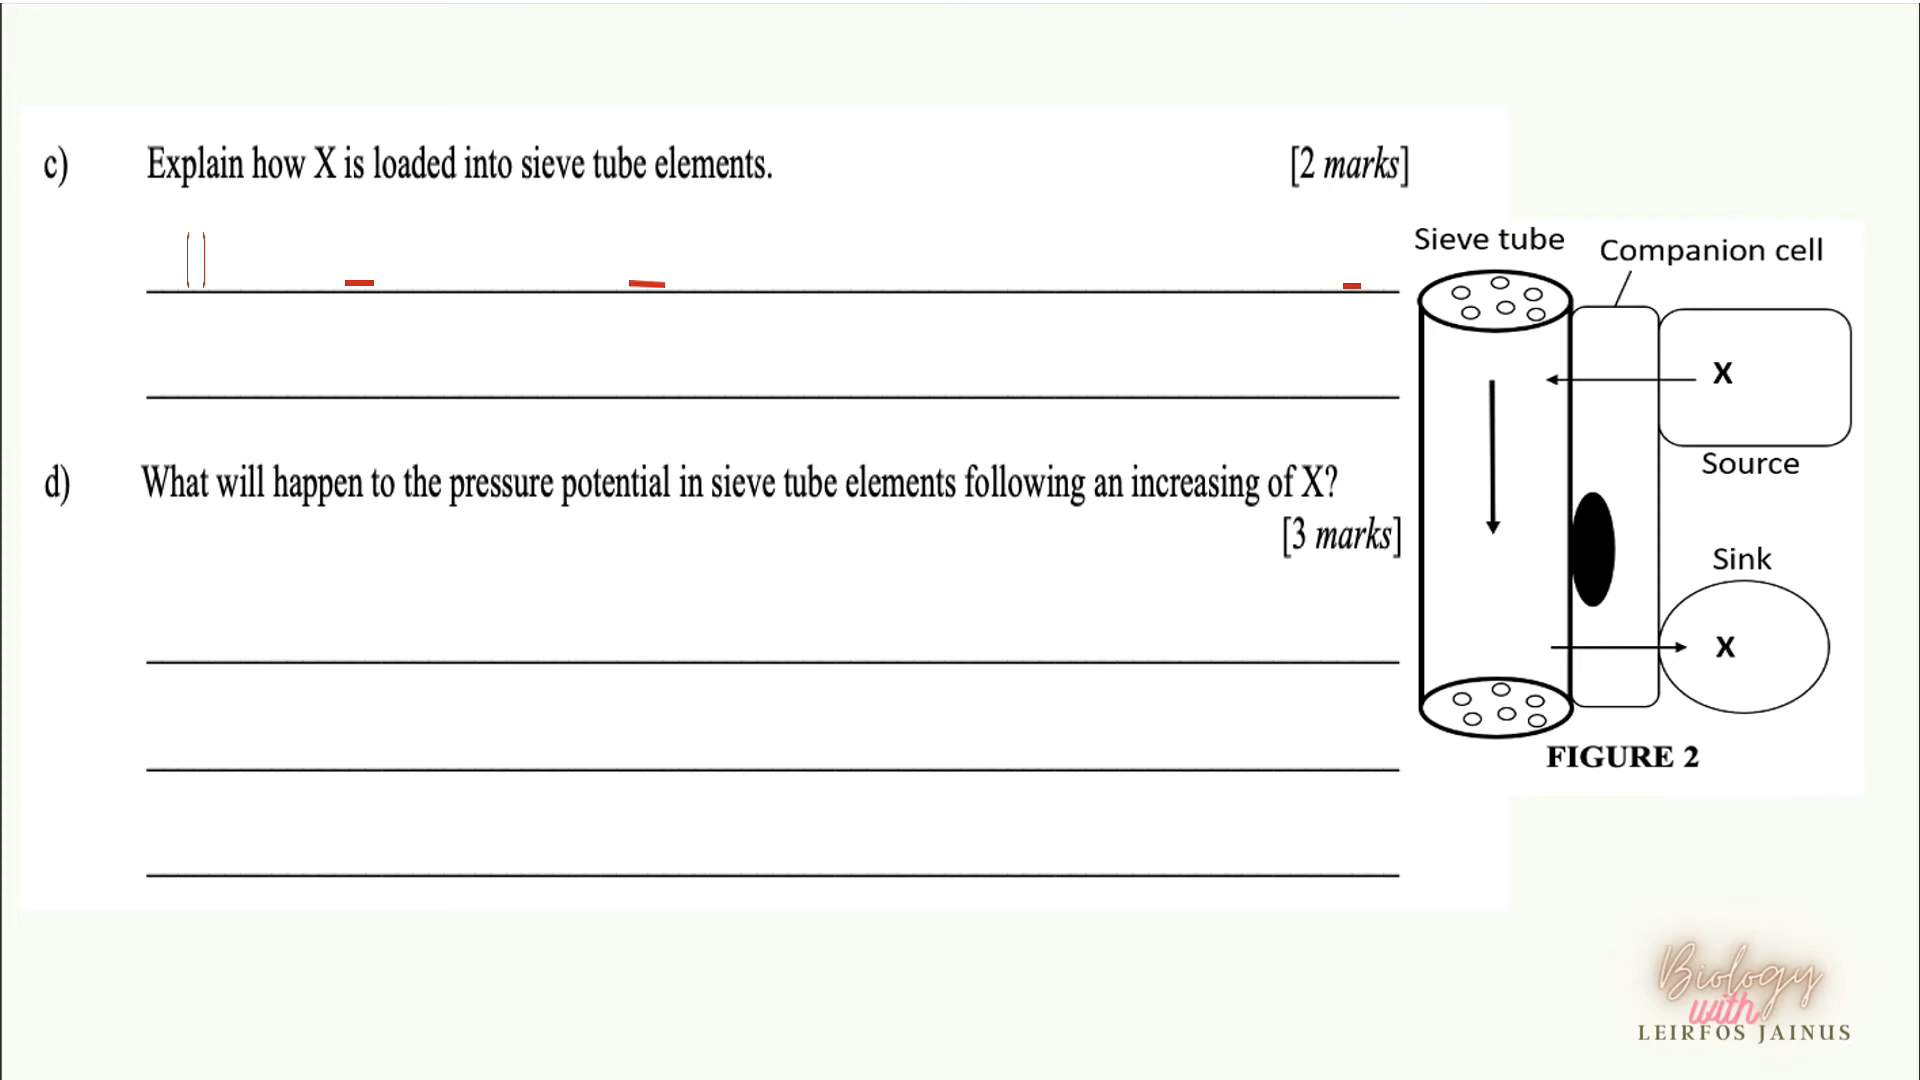 c) Explain how X is loaded into sieve tube elements. [2 marks]
d) What will happen to the pressure potential in sieve tube elements following an increasing of X?
[3 marks]
Sieve tube
Companion cell
X
Source
Sink
X
FIGURE 2
Biology
with
LEIRFOS JAINUS